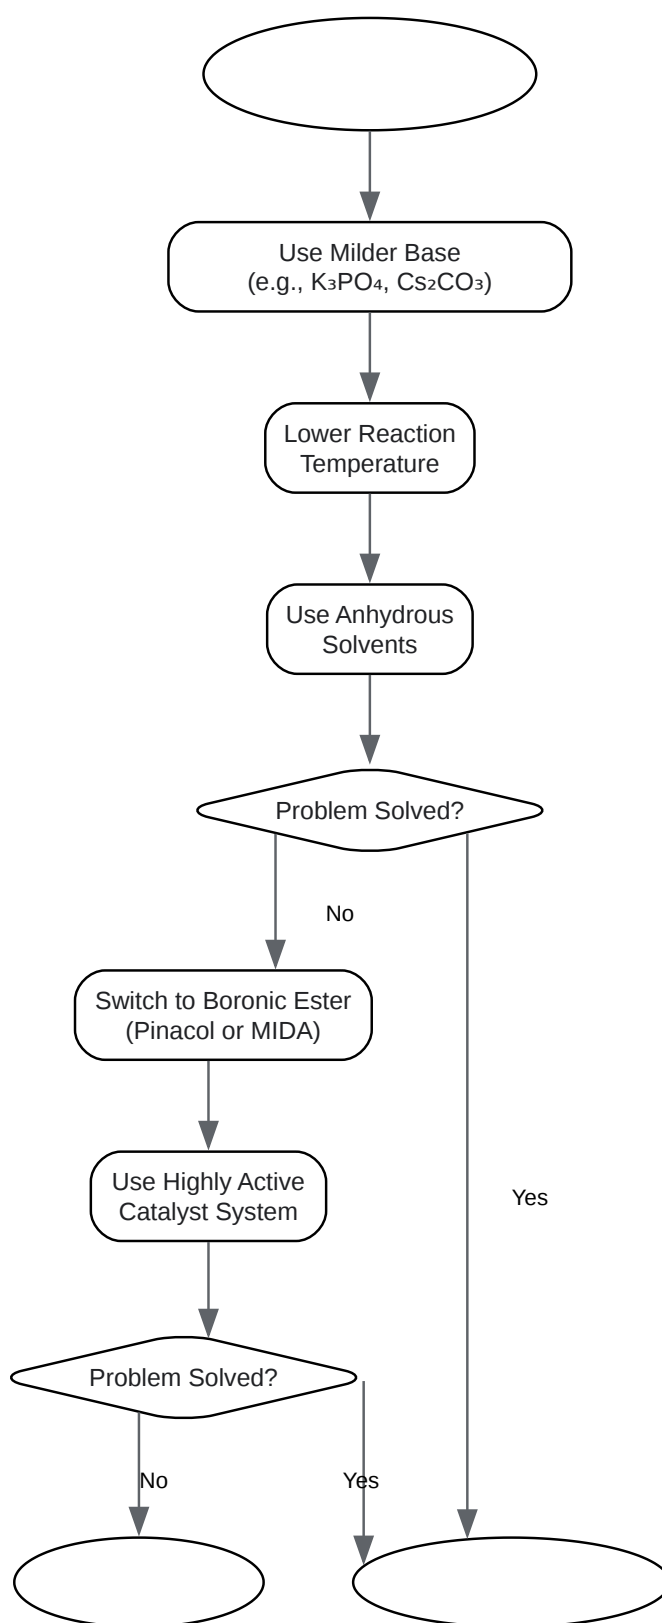 Use Milder Base
(e.g., K₃PO₄, Cs₂CO₃)
Lower Reaction
Temperature
Use Anhydrous
Solvents
Problem Solved?
No
Switch to Boronic Ester
(Pinacol or MIDA)
Use Highly Active
Catalyst System
Yes
Problem Solved?
No
Yes